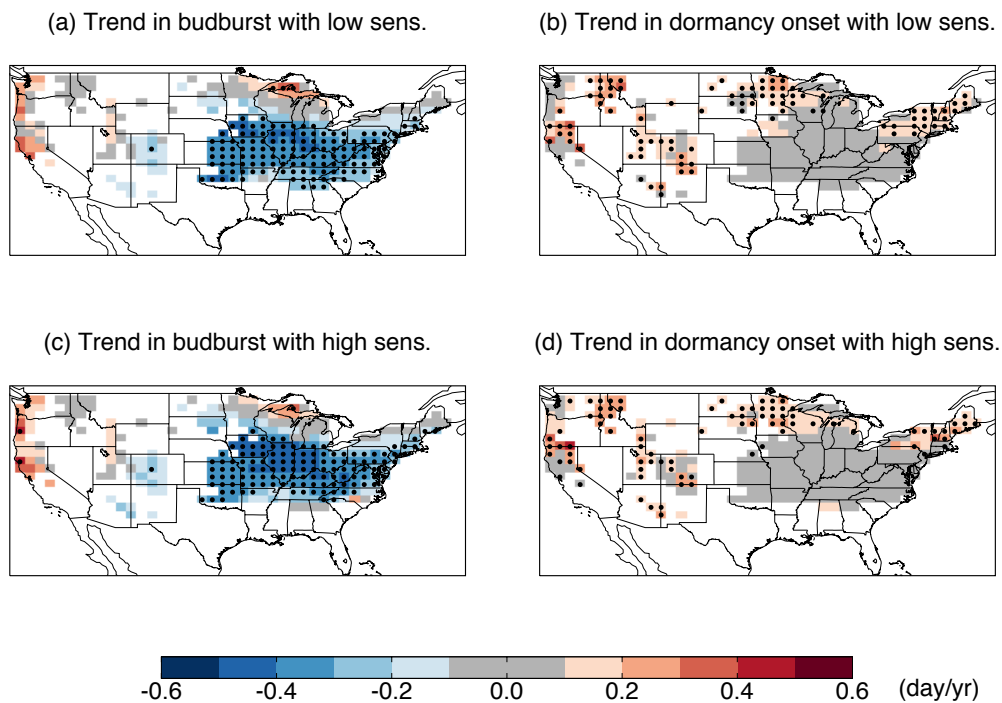 (a) Trend in budburst with low sens.
(b) Trend in dormancy onset with low sens.
(c) Trend in budburst with high sens.
(d) Trend in dormancy onset with high sens.
-0.6 -0.4 -0.2 0.0 0.2 0.4 0.6 (day/yr)